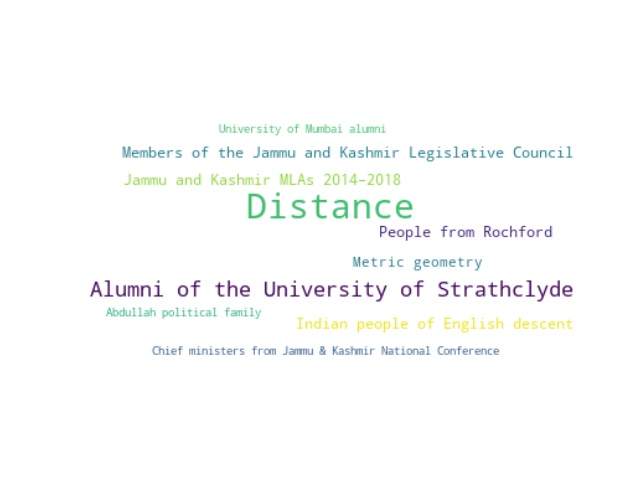 University of Mumbai alumni
Members of the Jammu and Kashmir Legislative Council
Jammu and Kashmir MLAs 2014–2018
Distance
People from Rochford
Metric geometry
Alumni of the University of Strathclyde
Abdullah political family
Indian people of English descent
Chief ministers from Jammu & Kashmir National Conference